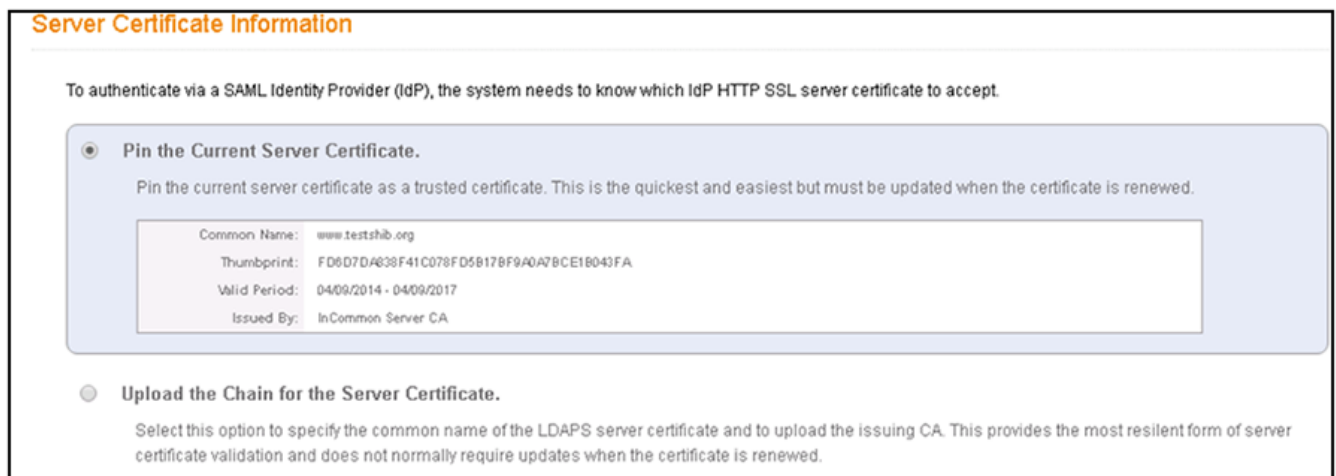 Server Certificate Information
To authenticate via a SAML Identity Provider (IdP), the system needs to know which IdP HTTP SSL server certificate to accept.
Pin the Current Server Certificate.
Pin the current server certificate as a trusted certificate. This is the quickest and easiest but must be updated when the certificate is renewed.
Common Name: www.testshib.org
Thumbprint: FD6D7DA838F41C078FD5B17BF9A0A7BCE1B043FA
Valid Period: 04/09/2014 - 04/09/2017
Issued By: InCommon Server CA
Upload the Chain for the Server Certificate.
Select this option to specify the common name of the LDAPS server certificate and to upload the issuing CA. This provides the most resilent form of server
certificate validation and does not normally require updates when the certificate is renewed.